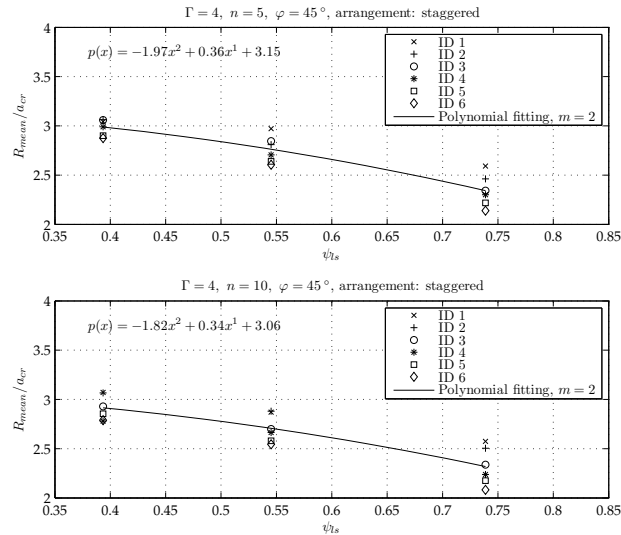 Γ = 4, n = 5, φ = 45°, arrangement: staggered
p(x) = −1.97x² + 0.36x¹ + 3.15
ID 1
ID 2
ID 3
ID 4
ID 5
ID 6
Polynomial fitting, m = 2
4
3.5
3
2.5
2
R_mean/a_cr
0.35 0.4 0.45 0.5 0.55 0.6 0.65 0.7 0.75 0.8 0.85
ψ_ls
Γ = 4, n = 10, φ = 45°, arrangement: staggered
p(x) = −1.82x² + 0.34x¹ + 3.06
ID 1
ID 2
ID 3
ID 4
ID 5
ID 6
Polynomial fitting, m = 2
4
3.5
3
2.5
2
R_mean/a_cr
0.35 0.4 0.45 0.5 0.55 0.6 0.65 0.7 0.75 0.8 0.85
ψ_ls